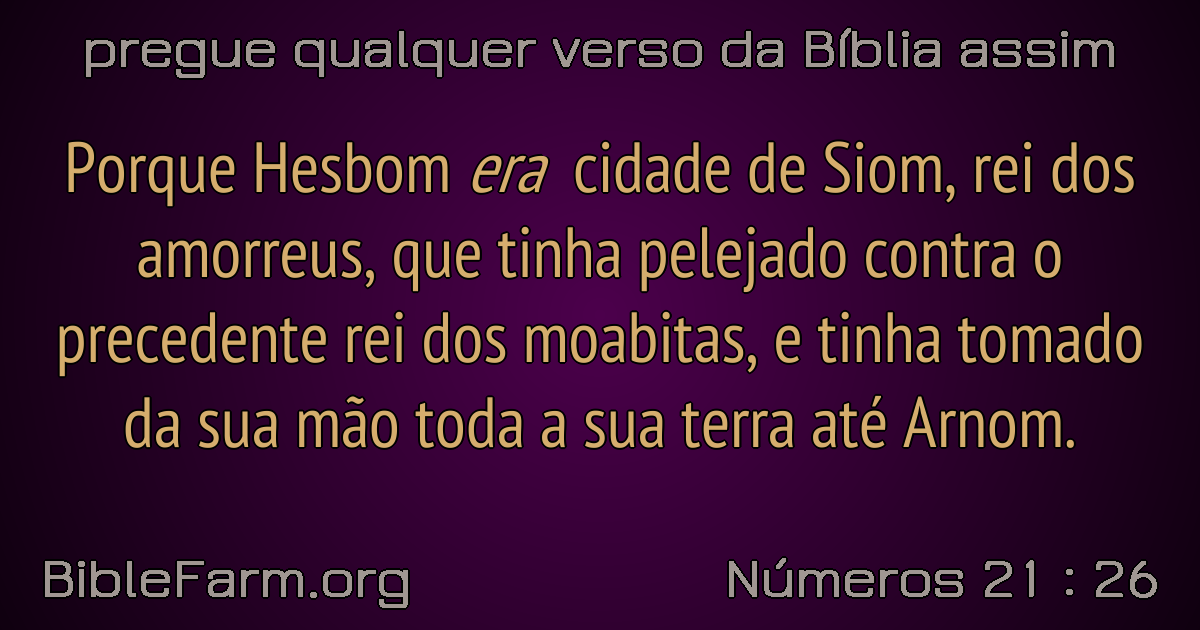 pregue qualquer verso da Bíblia assim
Porque Hesbom era cidade de Siom, rei dos
amorreus, que tinha pelejado contra o
precedente rei dos moabitas, e tinha tomado
da sua mão toda a sua terra até Arnom.
BibleFarm.org
Números 21 : 26